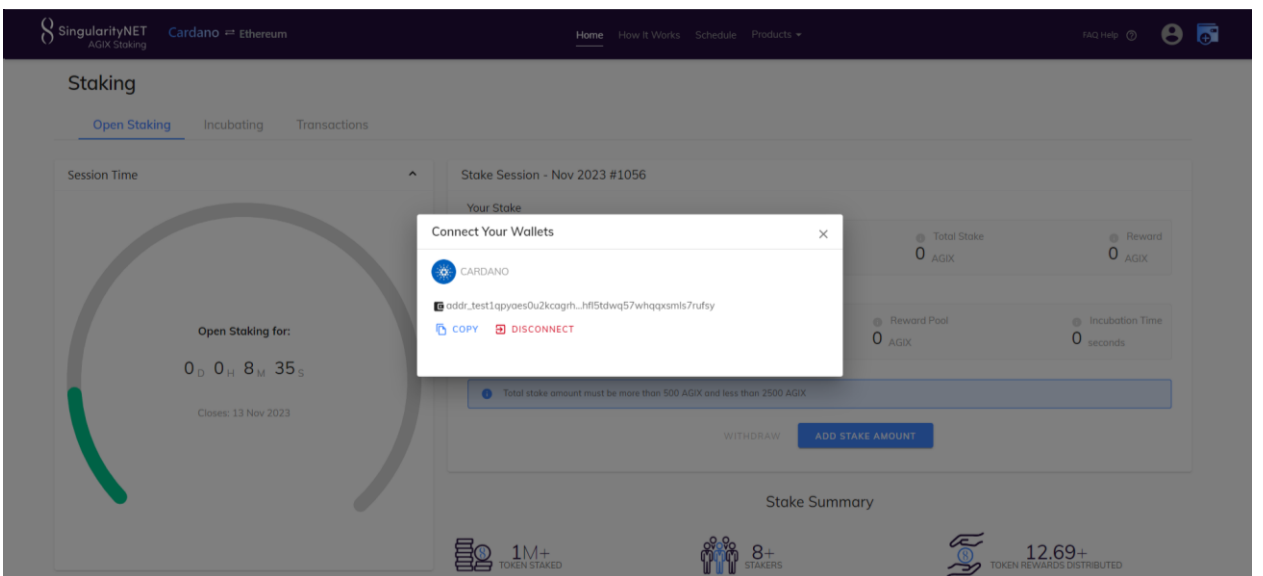 SingularityNET
AGIX Staking
Cardano ⇌ Ethereum
Home How It Works Schedule Products
FAQ Help
Staking
Open Staking Incubating Transactions
Session Time
Open Staking for:
0 D 0 H 8 M 35 S
Closes: 13 Nov 2023
Stake Session - Nov 2023 #1056
Your Stake
Total Stake
0 AGIX
Reward
0 AGIX
Connect Your Wallets
CARDANO
addr_test1qpyaes0u2kcagrh...hfl5tdwq57whqqxsmls7rufsy
COPY DISCONNECT
Reward Pool
0 AGIX
Incubation Time
0 seconds
Total stake amount must be more than 500 AGIX and less than 2500 AGIX
WITHDRAW ADD STAKE AMOUNT
Stake Summary
1M+
TOKEN STAKED
8+
STAKERS
12.69+
TOKEN REWARDS DISTRIBUTED